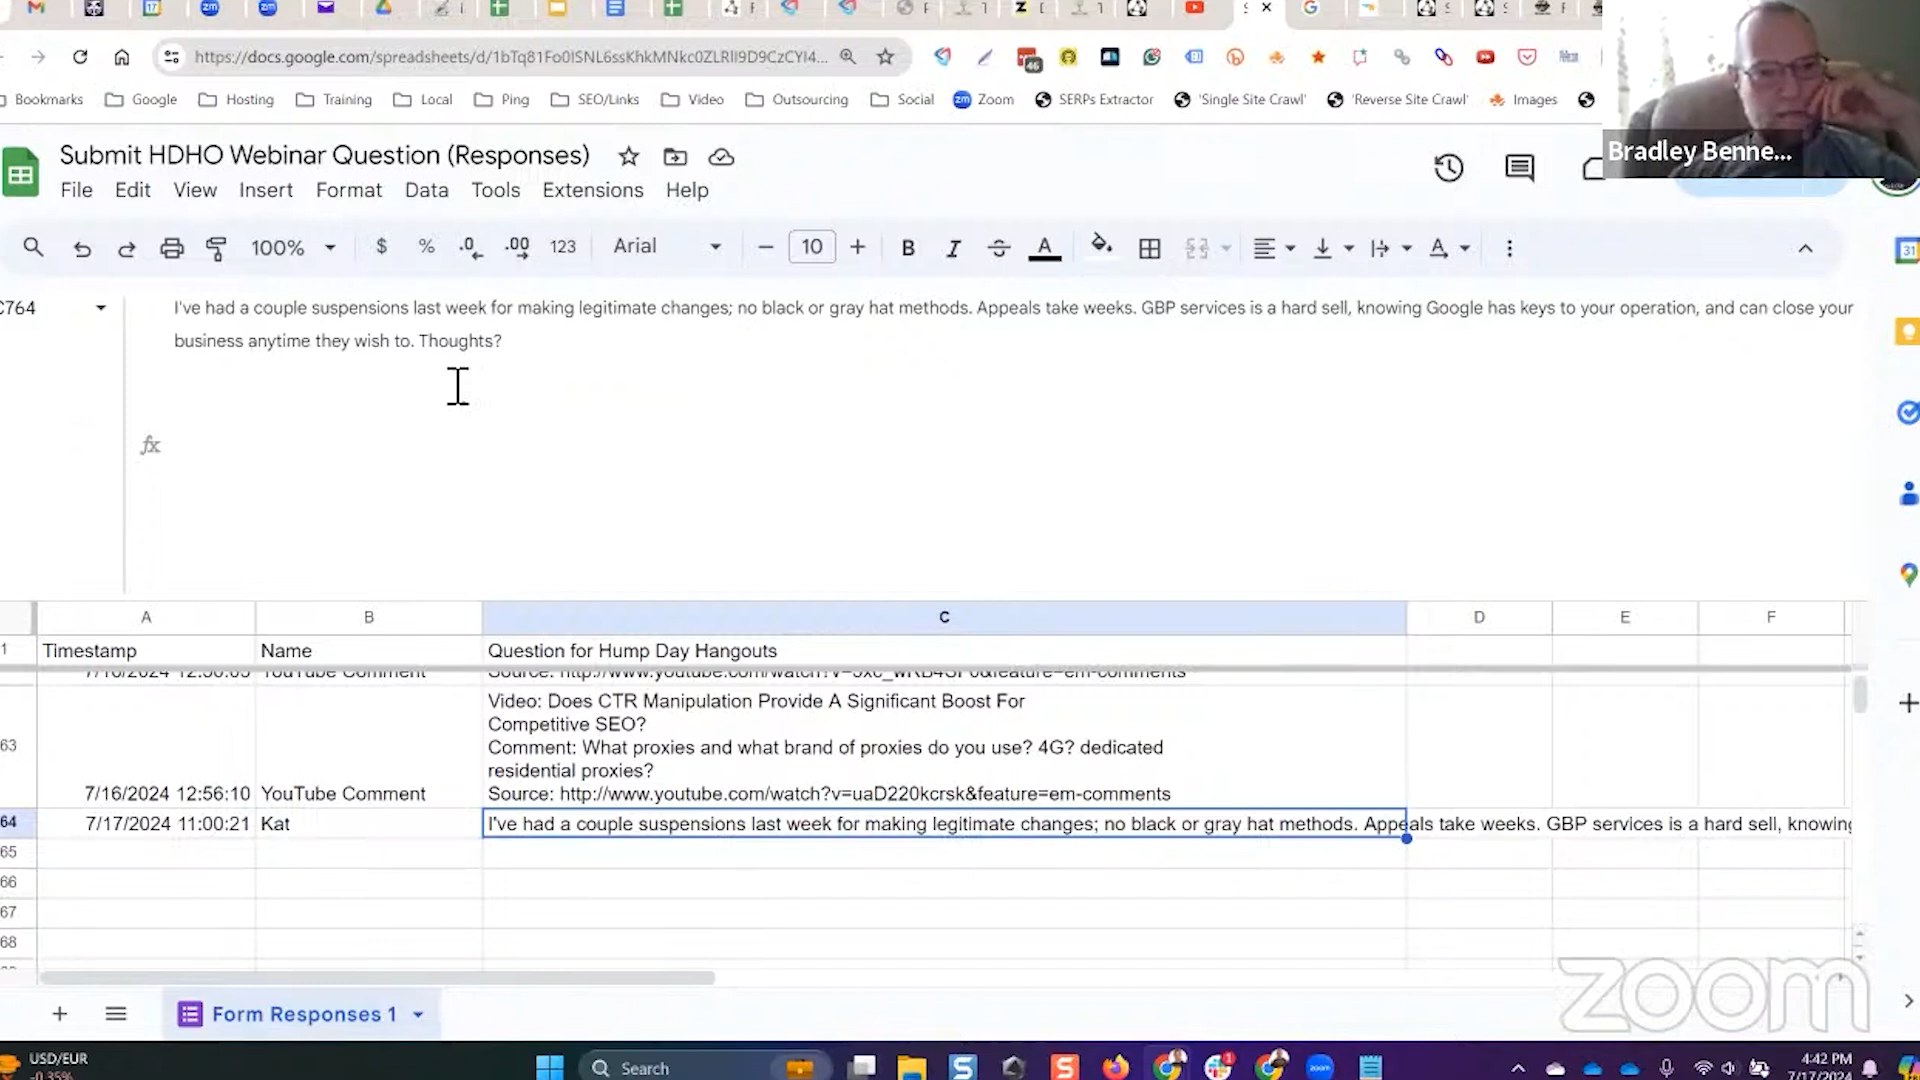 https://docs.google.com/spreadsheets/d/1bTq81Fo0ISNL6ssKhkMNkc0ZLRlI9D9CzCYI4...
Bookmarks Google Hosting Training Local Ping SEO/Links Video Outsourcing Social Zoom SERPs Extractor 'Single Site Crawl' 'Reverse Site Crawl' Images
Bradley Benne...
Submit HDHO Webinar Question (Responses)
File Edit View Insert Format Data Tools Extensions Help
100% $ % .0 .00 123 Arial 10 B I A
C764
I've had a couple suspensions last week for making legitimate changes; no black or gray hat methods. Appeals take weeks. GBP services is a hard sell, knowing Google has keys to your operation, and can close your
business anytime they wish to. Thoughts?
fx
A B C D E F
1 Timestamp Name Question for Hump Day Hangouts
Video: Does CTR Manipulation Provide A Significant Boost For
Competitive SEO?
63
Comment: What proxies and what brand of proxies do you use? 4G? dedicated
residential proxies?
7/16/2024 12:56:10 YouTube Comment Source: http://www.youtube.com/watch?v=uaD220kcrsk&feature=em-comments
64 7/17/2024 11:00:21 Kat I've had a couple suspensions last week for making legitimate changes; no black or gray hat methods. Appeals take weeks. GBP services is a hard sell, knowing
65
66
67
68
zoom
Form Responses 1
USD/EUR
-0.35%
Search
4:42 PM
7/17/2024